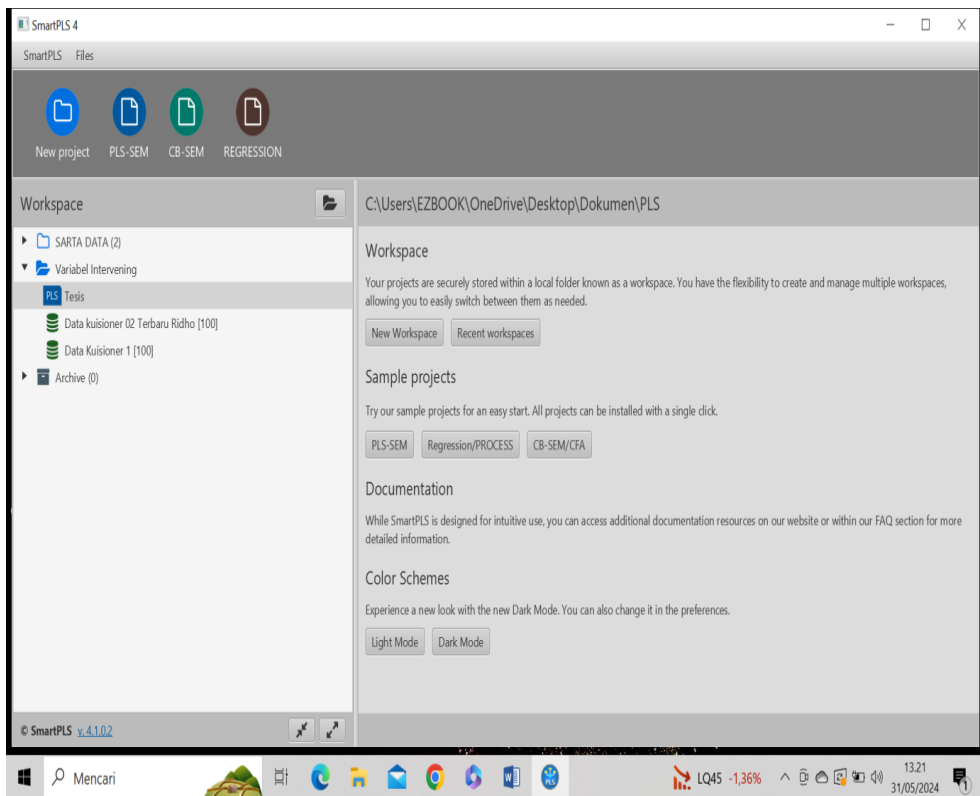 SmartPLS 4
SmartPLS Files
New project PLS-SEM CB-SEM REGRESSION
Workspace
SARTA DATA (2)
Variabel Intervening
PLS Tesis
Data kuisioner 02 Terbaru Ridho [100]
Data Kuisioner 1 [100]
Archive (0)
© SmartPLS v. 4.1.0.2
C:\Users\EZBOOK\OneDrive\Desktop\Dokumen\PLS
Workspace
Your projects are securely stored within a local folder known as a workspace. You have the flexibility to create and manage multiple workspaces,
allowing you to easily switch between them as needed.
New Workspace Recent workspaces
Sample projects
Try our sample projects for an easy start. All projects can be installed with a single click.
PLS-SEM Regression/PROCESS CB-SEM/CFA
Documentation
While SmartPLS is designed for intuitive use, you can access additional documentation resources on our website or within our FAQ section for more
detailed information.
Color Schemes
Experience a new look with the new Dark Mode. You can also change it in the preferences.
Light Mode Dark Mode
Mencari
W
PLS
LQ45 -1,36%
13.21
31/05/2024
1